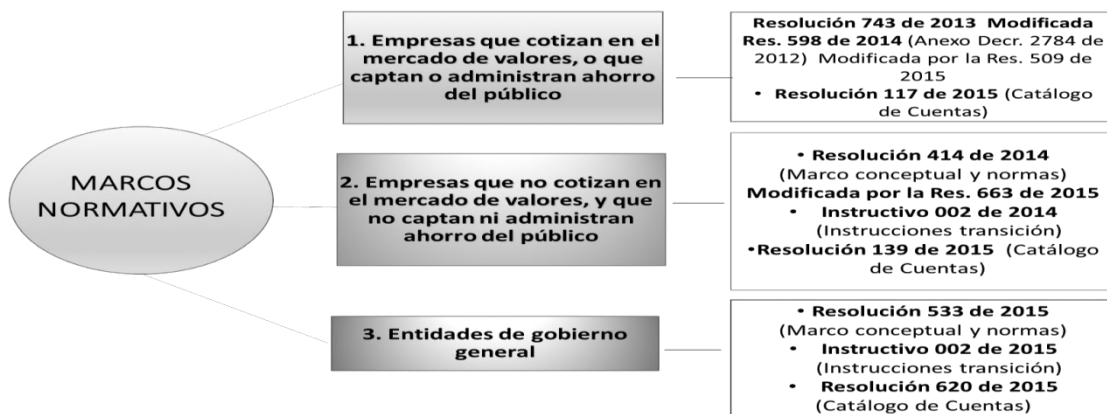 MARCOS
NORMATIVOS
1. Empresas que cotizan en el
mercado de valores, o que
captan o administran ahorro
del público
Resolución 743 de 2013 Modificada
Res. 598 de 2014 (Anexo Decr. 2784 de
2012) Modificada por la Res. 509 de
2015
• Resolución 117 de 2015 (Catálogo
de Cuentas)
2. Empresas que no cotizan en
el mercado de valores, y que
no captan ni administran
ahorro del público
• Resolución 414 de 2014
(Marco conceptual y normas)
Modificada por la Res. 663 de 2015
• Instructivo 002 de 2014
(Instrucciones transición)
• Resolución 139 de 2015 (Catálogo
de Cuentas)
3. Entidades de gobierno
general
• Resolución 533 de 2015
(Marco conceptual y normas)
• Instructivo 002 de 2015
(Instrucciones transición)
• Resolución 620 de 2015
(Catálogo de Cuentas)